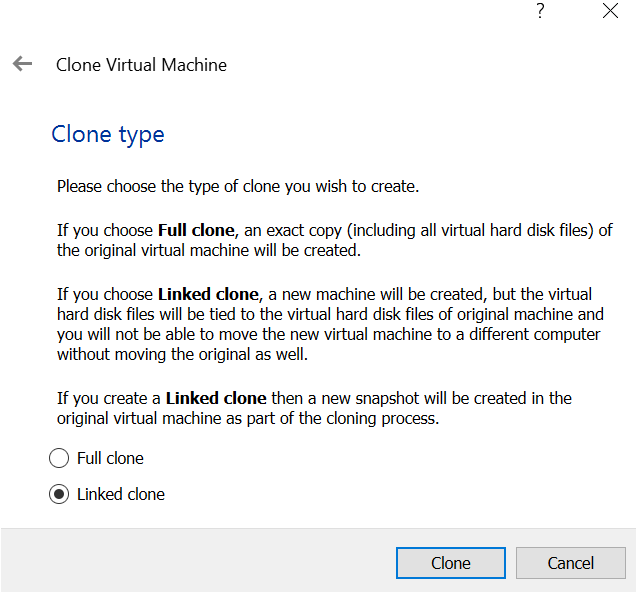 ?
Clone Virtual Machine
Clone type
Please choose the type of clone you wish to create.
If you choose Full clone, an exact copy (including all virtual hard disk files) of
the original virtual machine will be created.
If you choose Linked clone, a new machine will be created, but the virtual
hard disk files will be tied to the virtual hard disk files of original machine and
you will not be able to move the new virtual machine to a different computer
without moving the original as well.
If you create a Linked clone then a new snapshot will be created in the
original virtual machine as part of the cloning process.
Full clone
Linked clone
Clone Cancel